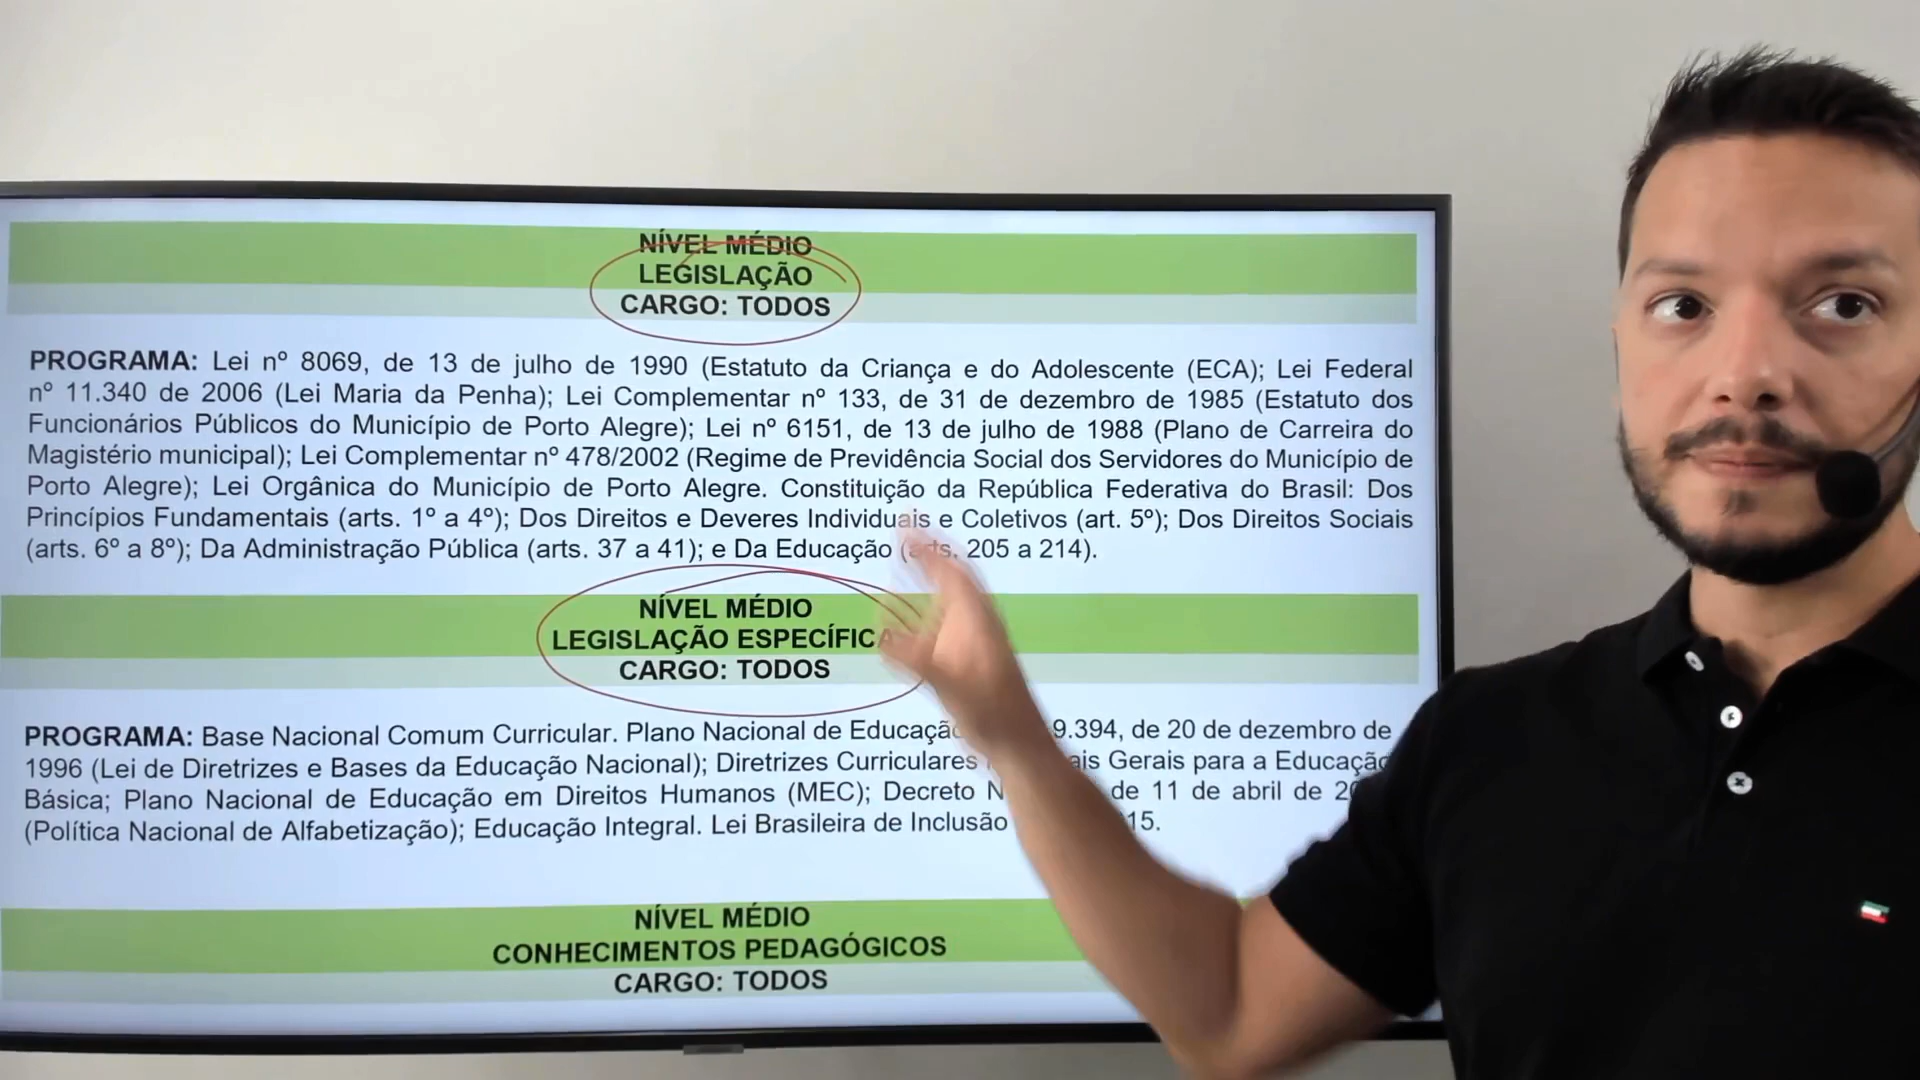 NÍVEL MÉDIO
LEGISLAÇÃO
CARGO: TODOS
PROGRAMA: Lei nº 8069, de 13 de julho de 1990 (Estatuto da Criança e do Adolescente (ECA); Lei Federal
nº 11.340 de 2006 (Lei Maria da Penha); Lei Complementar nº 133, de 31 de dezembro de 1985 (Estatuto dos
Funcionários Públicos do Município de Porto Alegre); Lei nº 6151, de 13 de julho de 1988 (Plano de Carreira do
Magistério municipal); Lei Complementar nº 478/2002 (Regime de Previdência Social dos Servidores do Município de
Porto Alegre); Lei Orgânica do Município de Porto Alegre. Constituição da República Federativa do Brasil: Dos
Princípios Fundamentais (arts. 1º a 4º); Dos Direitos e Deveres Individuais e Coletivos (art. 5º); Dos Direitos Sociais
(arts. 6º a 8º); Da Administração Pública (arts. 37 a 41); e Da Educação (arts. 205 a 214).
NÍVEL MÉDIO
LEGISLAÇÃO ESPECÍFICA
CARGO: TODOS
PROGRAMA: Base Nacional Comum Curricular. Plano Nacional de Educação 9.394, de 20 de dezembro de
1996 (Lei de Diretrizes e Bases da Educação Nacional); Diretrizes Curriculares Gerais para a Educação
Básica; Plano Nacional de Educação em Direitos Humanos (MEC); Decreto de 11 de abril de
(Política Nacional de Alfabetização); Educação Integral. Lei Brasileira de Inclusão 15.
NÍVEL MÉDIO
CONHECIMENTOS PEDAGÓGICOS
CARGO: TODOS